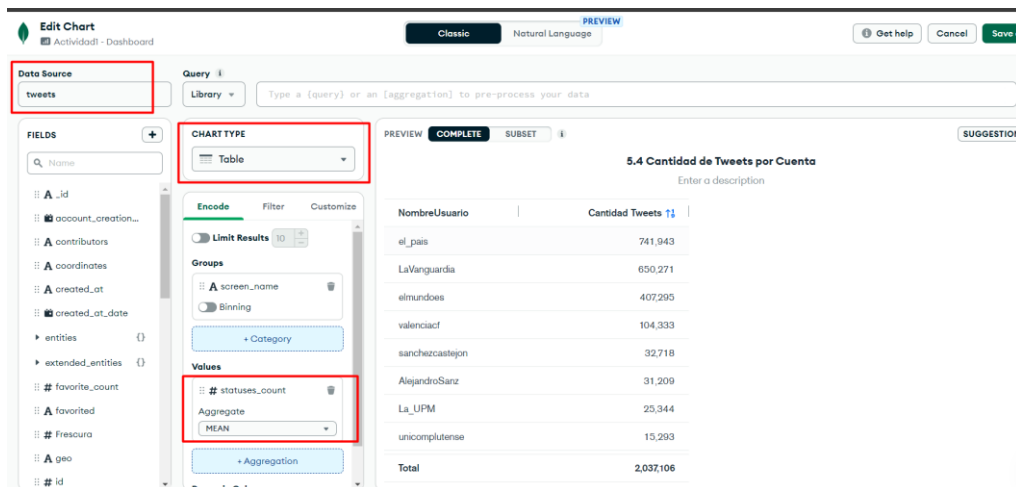 Edit Chart
Actividad1 - Dashboard
Classic
Natural Language
PREVIEW
Get help
Cancel
Save
Data Source
tweets
Query
Library
Type a {query} or an [aggregation] to pre-process your data
FIELDS
+
Name
A _id
account_creation...
A contributors
A coordinates
A created_at
created_at_date
entities {}
extended_entities {}
# favorite_count
A favorited
# Frescura
A geo
# id
CHART TYPE
Table
Encode
Filter
Customize
Limit Results 10
Groups
A screen_name
Binning
+ Category
Values
# statuses_count
Aggregate
MEAN
+ Aggregation
PREVIEW COMPLETE SUBSET
SUGGESTION
5.4 Cantidad de Tweets por Cuenta
Enter a description
NombreUsuario Cantidad Tweets
el_pais 741,943
LaVanguardia 650,271
elmundoes 407,295
valenciacf 104,333
sanchezcastejon 32,718
AlejandroSanz 31,209
La_UPM 25,344
unicomplutense 15,293
Total 2,037,106